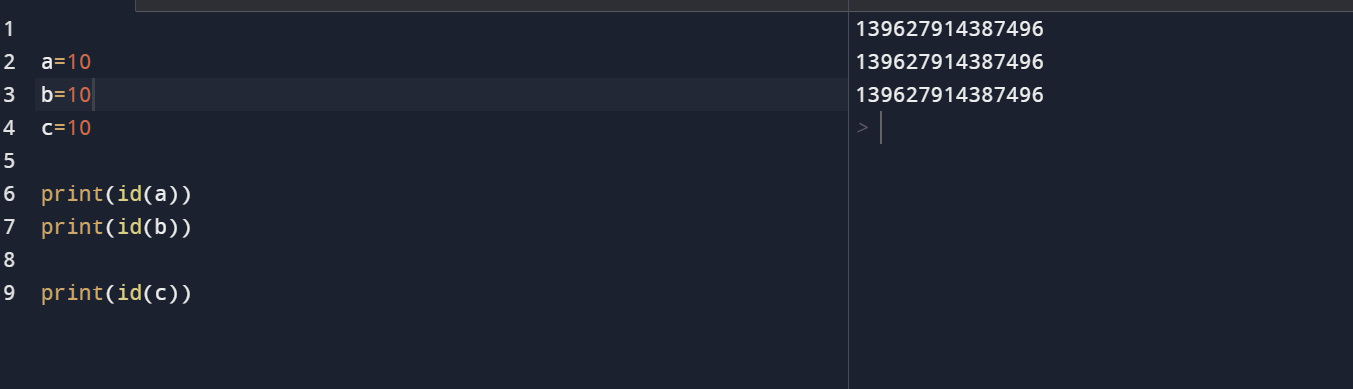 1
2 a=10
3 b=10
4 c=10
5
6 print(id(a))
7 print(id(b))
8
9 print(id(c))
139627914387496
139627914387496
139627914387496
>